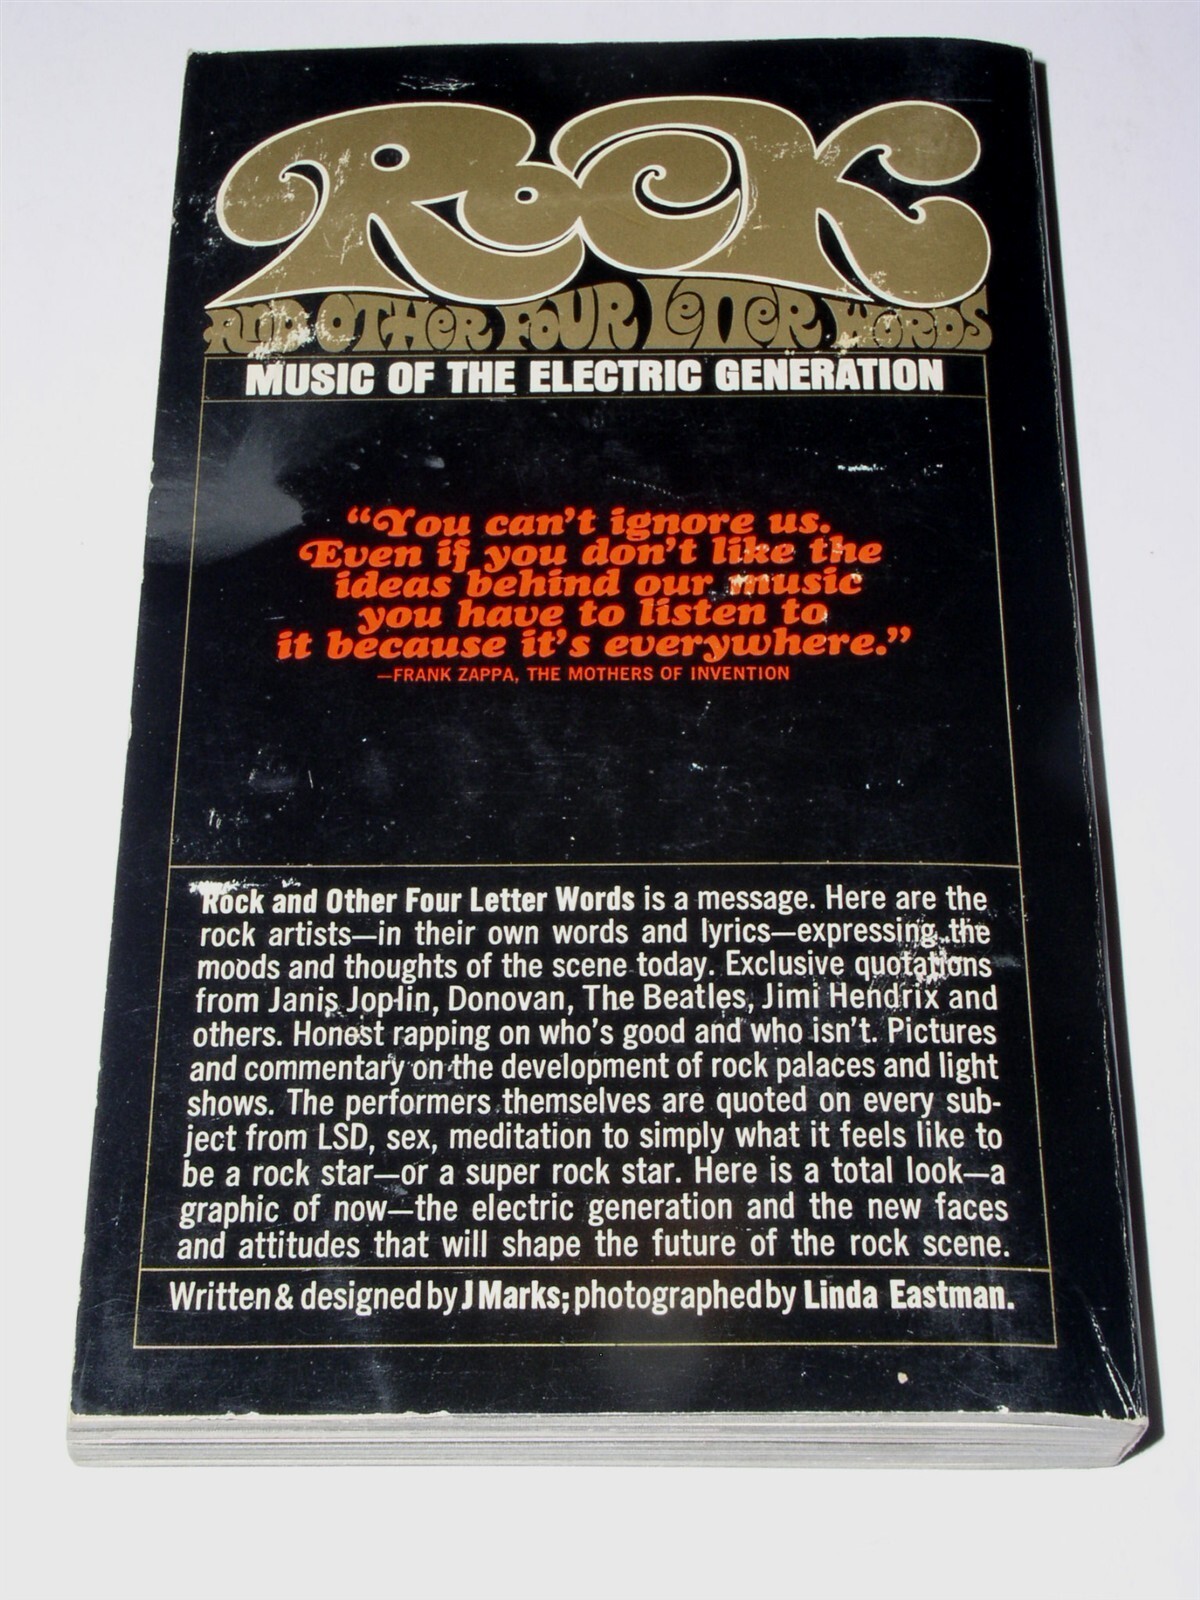 ROCK
AND OTHER FOUR LETTER WORDS
MUSIC OF THE ELECTRIC GENERATION
“You can't ignore us.
Even if you don't like the
ideas behind our music
you have to listen to
it because it's everywhere.”
—FRANK ZAPPA, THE MOTHERS OF INVENTION
Rock and Other Four Letter Words is a message. Here are the
rock artists—in their own words and lyrics—expressing the
moods and thoughts of the scene today. Exclusive quotations
from Janis Joplin, Donovan, The Beatles, Jimi Hendrix and
others. Honest rapping on who's good and who isn't. Pictures
and commentary on the development of rock palaces and light
shows. The performers themselves are quoted on every sub-
ject from LSD, sex, meditation to simply what it feels like to
be a rock star—or a super rock star. Here is a total look—a
graphic of now—the electric generation and the new faces
and attitudes that will shape the future of the rock scene.
Written & designed by J Marks; photographed by Linda Eastman.